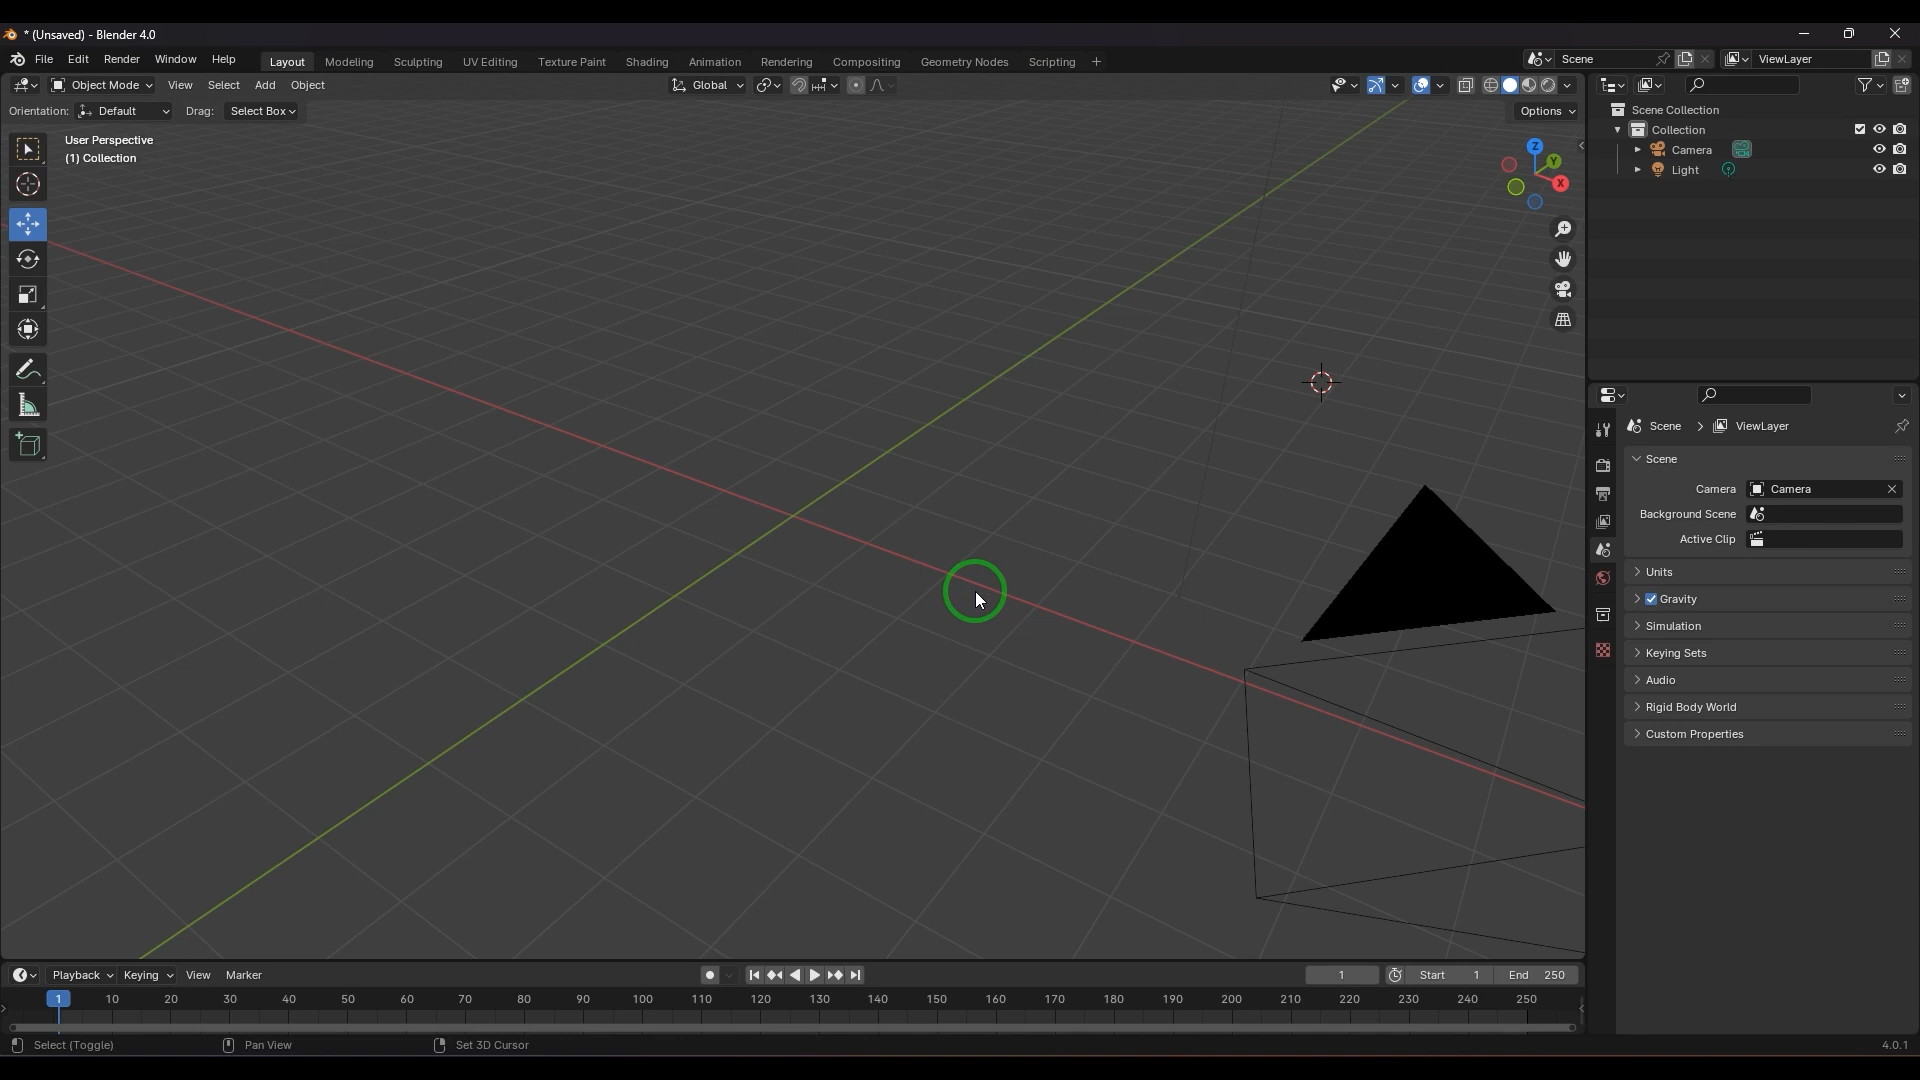 * (Unsaved) - Blender 4.0
File Edit Render Window Help Layout Modeling Sculpting UV Editing Texture Paint Shading Animation Rendering Compositing Geometry Nodes Scripting + Scene ViewLayer
Object Mode View Select Add Object Global
Orientation: Default Drag: Select Box Options
User Perspective
(1) Collection
Z
Y
X
Scene Collection
Collection
Camera
Light
Scene > ViewLayer
Scene
Camera Camera
Background Scene
Active Clip
Units
Gravity
Simulation
Keying Sets
Audio
Rigid Body World
Custom Properties
Playback Keying View Marker 1 Start 1 End 250
1 10 20 30 40 50 60 70 80 90 100 110 120 130 140 150 160 170 180 190 200 210 220 230 240 250
Select (Toggle) Pan View Set 3D Cursor 4.0.1